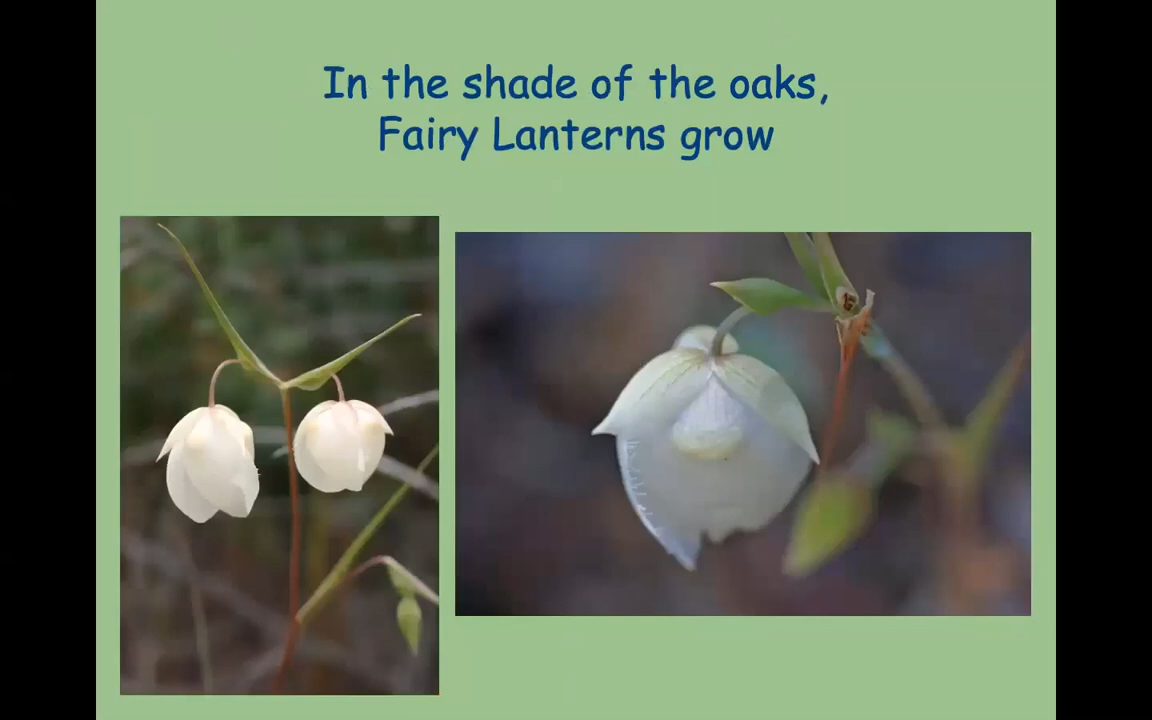 In the shade of the oaks,
Fairy Lanterns grow